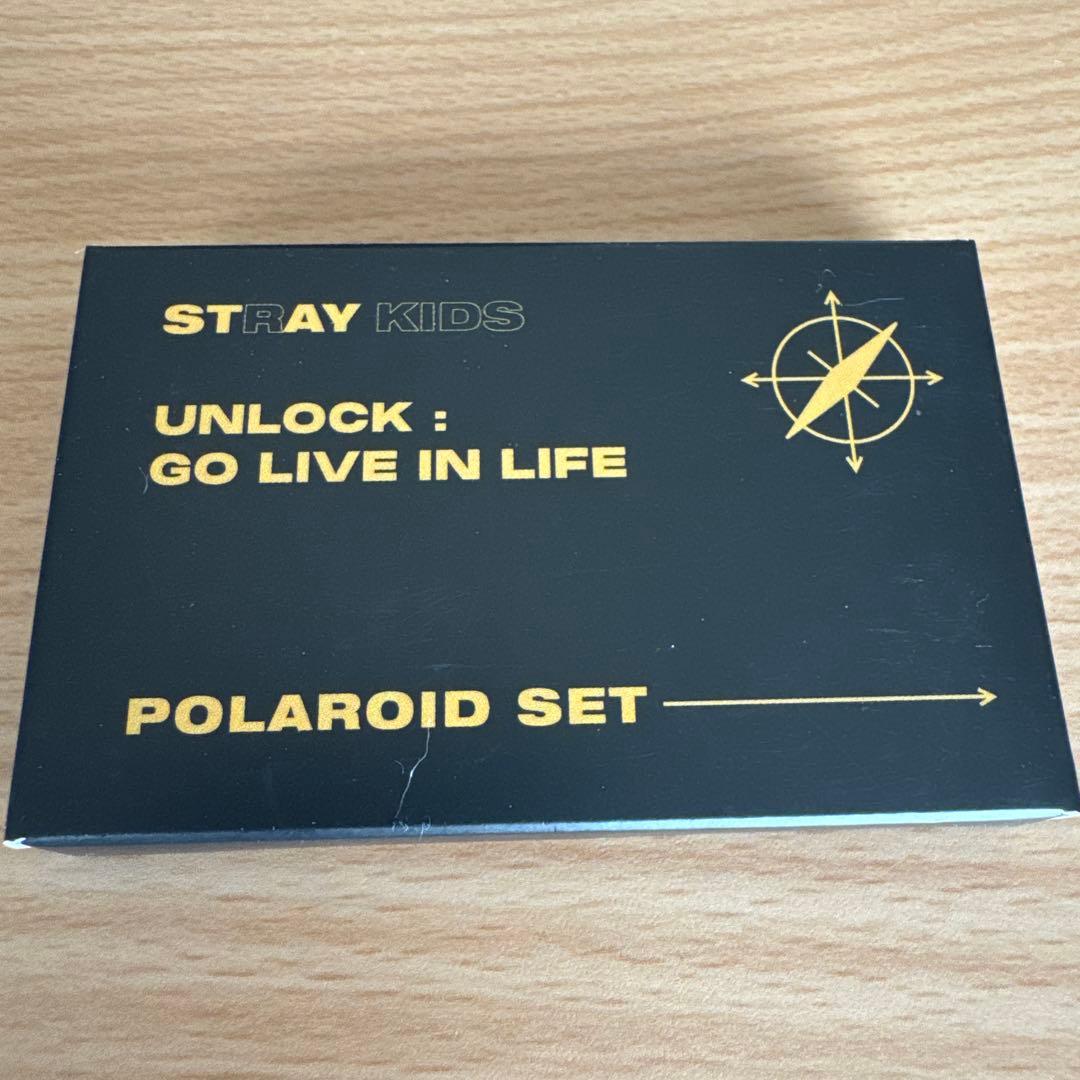 STRAY KIDS
UNLOCK :
GO LIVE IN LIFE
POLAROID SET